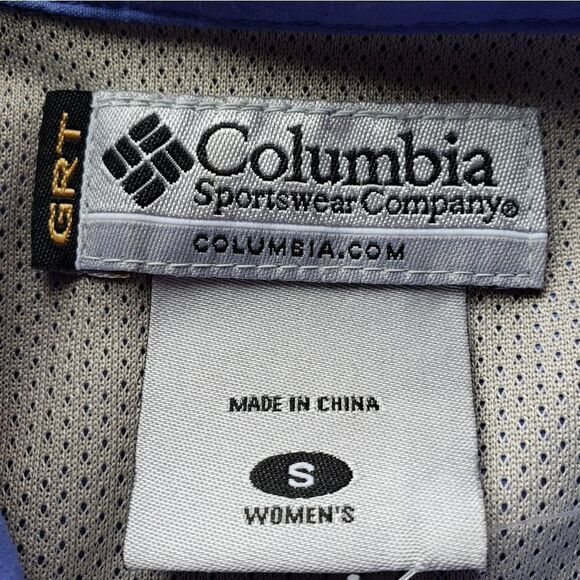 GRT
Columbia
Sportswear Company®
COLUMBIA.COM
MADE IN CHINA
S
WOMEN'S